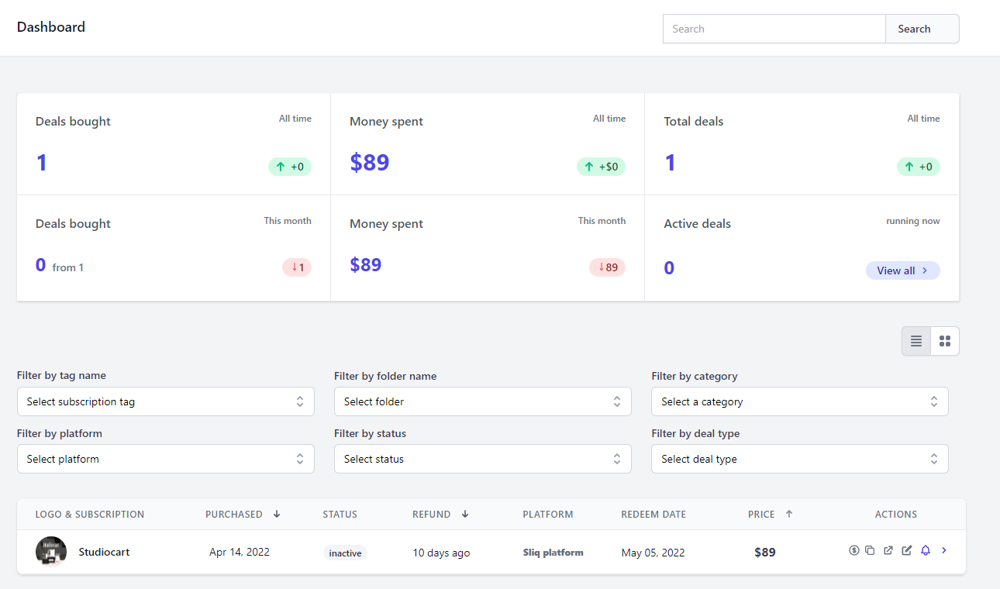 Dashboard
Search
Search
Deals bought
All time
1
+0
Money spent
All time
$89
+$0
Total deals
All time
1
+0
Deals bought
This month
0 from 1
↓1
Money spent
This month
$89
↓89
Active deals
running now
0
View all
Filter by tag name
Select subscription tag
Filter by folder name
Select folder
Filter by category
Select a category
Filter by platform
Select platform
Filter by status
Select status
Filter by deal type
Select deal type
LOGO & SUBSCRIPTION PURCHASED STATUS REFUND PLATFORM REDEEM DATE PRICE ACTIONS
Studiocart Apr 14, 2022 inactive 10 days ago Sliq platform May 05, 2022 $89